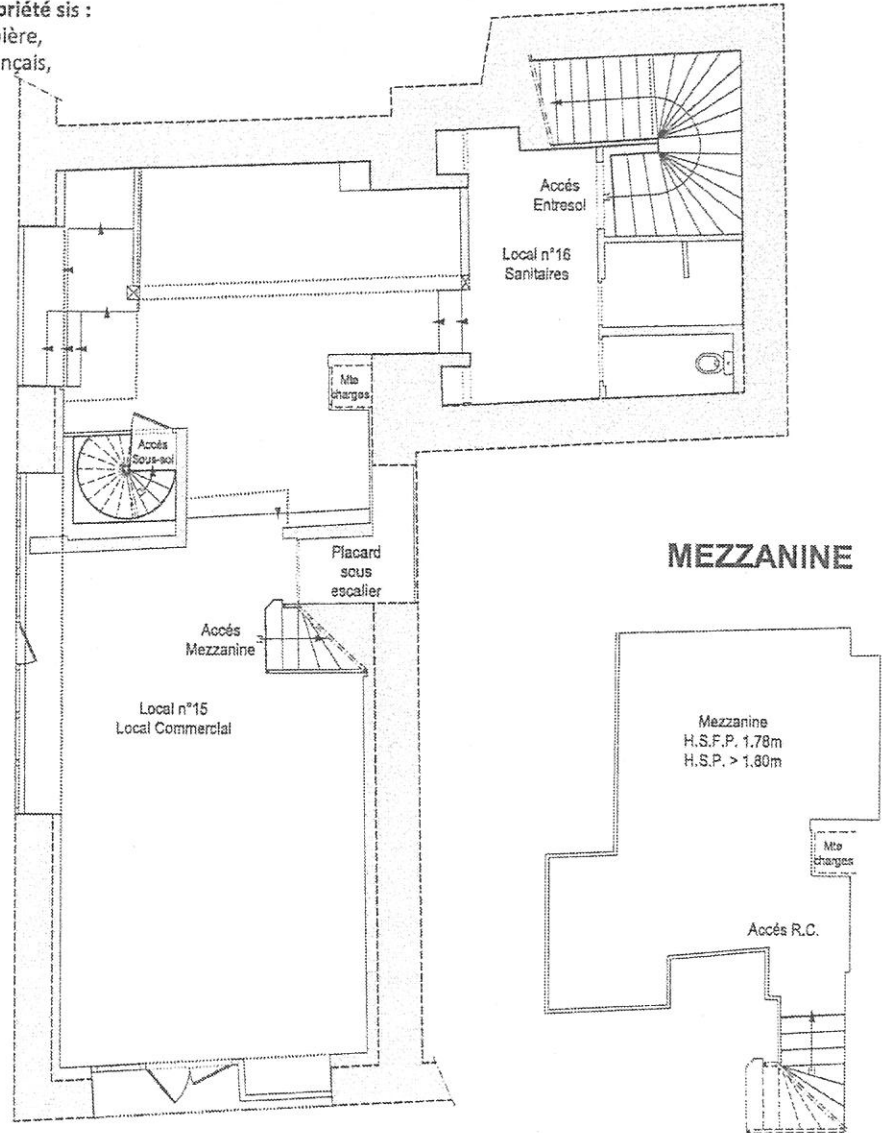 priété sis :
ière,
nçais,
Accés
Entresol
Local n°16
Sanitaires
Mte
charges
Accés
Sous-sol
Placard
sous
escalier
MEZZANINE
Accés
Mezzanine
Local n°15
Local Commercial
Mezzanine
H.S.F.P. 1.78m
H.S.P. > 1.80m
Mte
charges
Accés R.C.